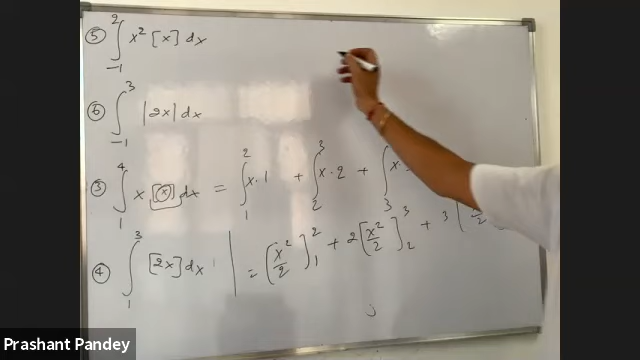 ⑤ ∫₋₁² x² [x] dx
⑥ ∫₋₁³ |2x| dx
③ ∫₁⁴ x [x] dx = ∫₁² x·1 + ∫₂³ x·2 + ∫₃ x·
④ ∫₁³ [2x] dx | = (x²/2]₁² + 2[x²/2]₂³ + 3[
Prashant Pandey